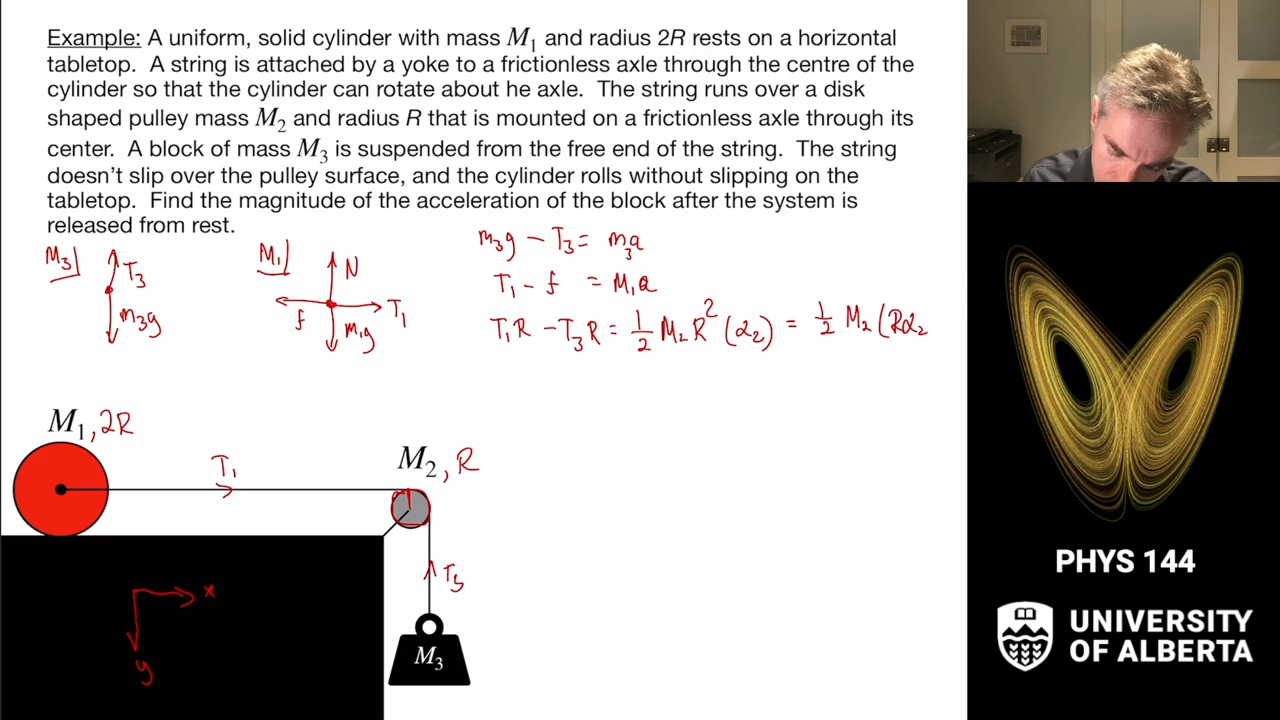 Example: A uniform, solid cylinder with mass M₁ and radius 2R rests on a horizontal
tabletop. A string is attached by a yoke to a frictionless axle through the centre of the
cylinder so that the cylinder can rotate about he axle. The string runs over a disk
shaped pulley mass M₂ and radius R that is mounted on a frictionless axle through its
center. A block of mass M₃ is suspended from the free end of the string. The string
doesn't slip over the pulley surface, and the cylinder rolls without slipping on the
tabletop. Find the magnitude of the acceleration of the block after the system is
released from rest.
M₃
T₃
m₃g
M₁
N
f
T₁
m₁g
m₃g − T₃ = m₃a
T₁ − f = M₁a
T₁R − T₃R = ½ M₂R² (α₂) = ½ M₂ (Rα₂
M₁, 2R
T₁
M₂, R
T₃
x
y
M₃
PHYS 144
UNIVERSITY
OF ALBERTA